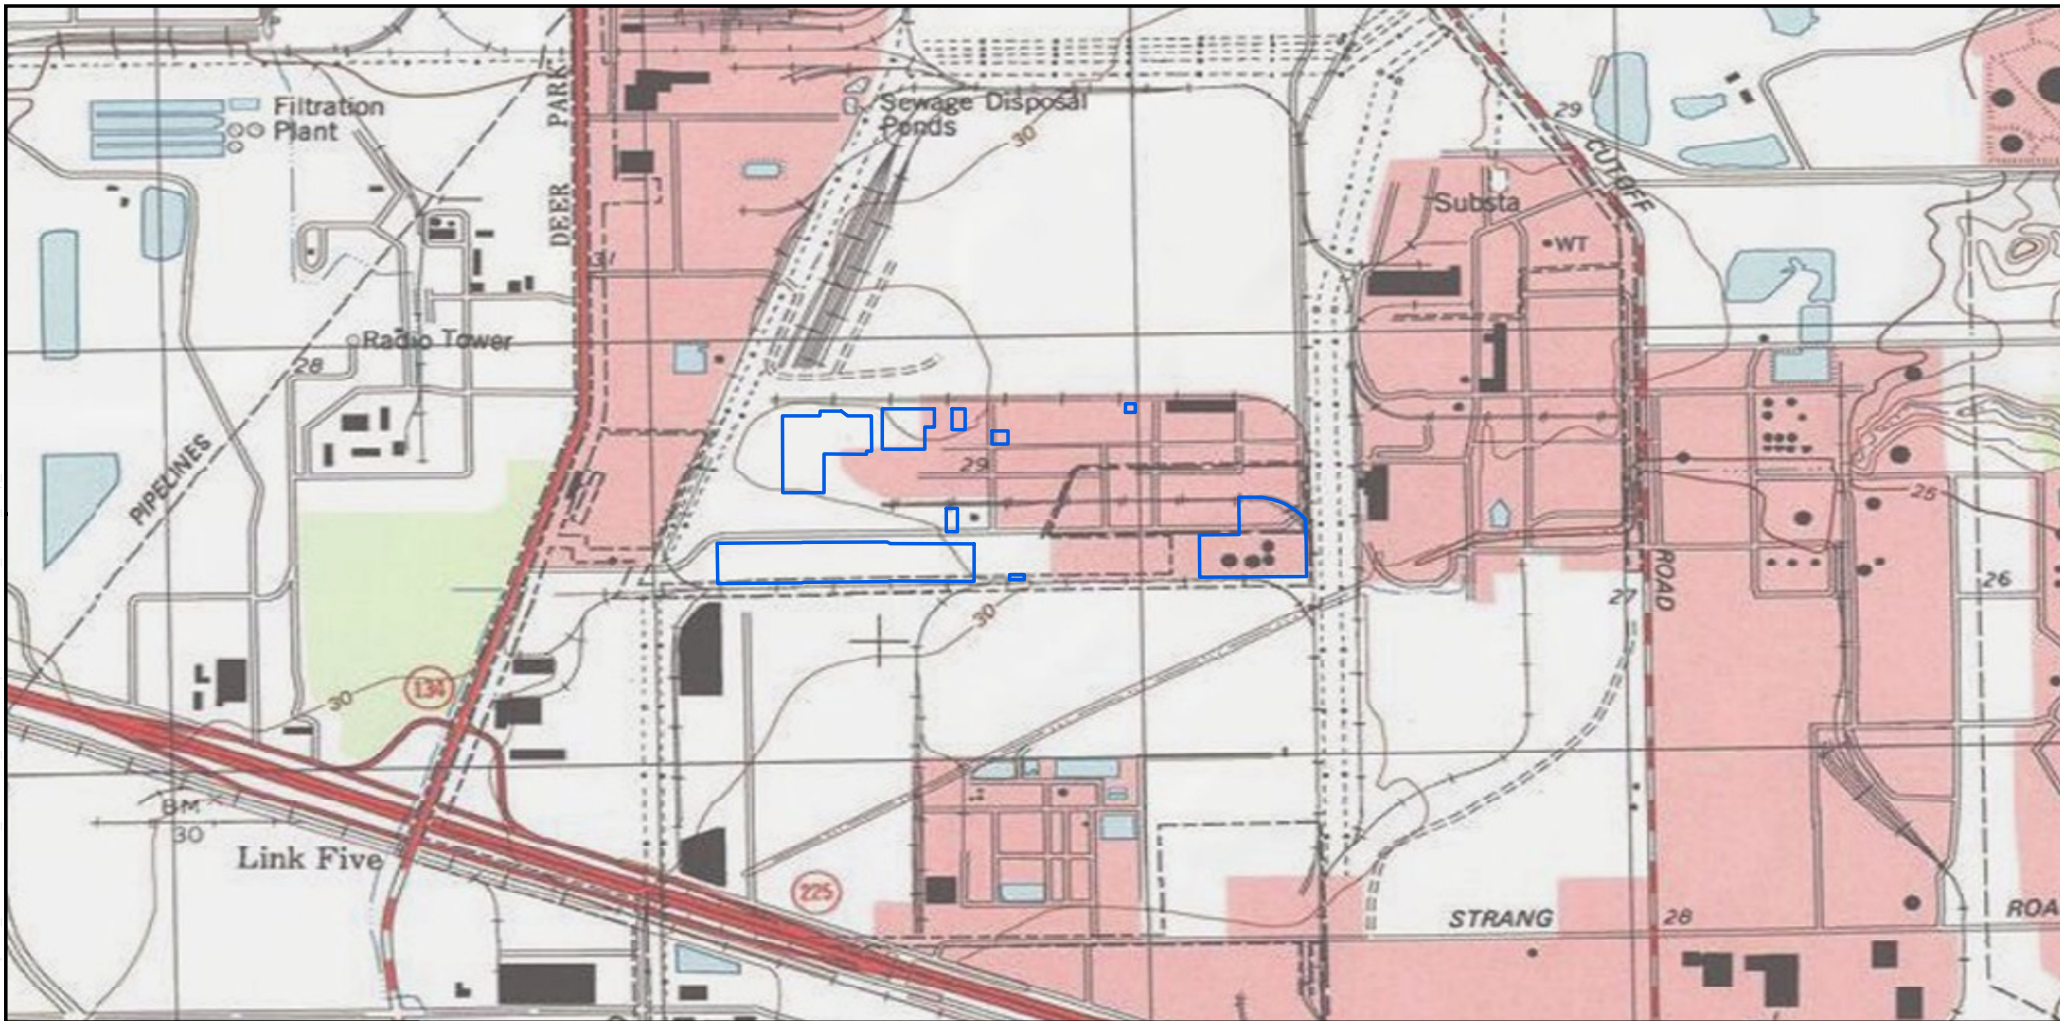 Filtration
Plant
DEER PARK
Sewage Disposal
Ponds
30
29
CUTOFF
Substa
WT
31
Radio Tower
28
PIPELINES
29
25
26
ROAD
27
30
134
30
BM
30
Link Five
225
STRANG
28
ROA